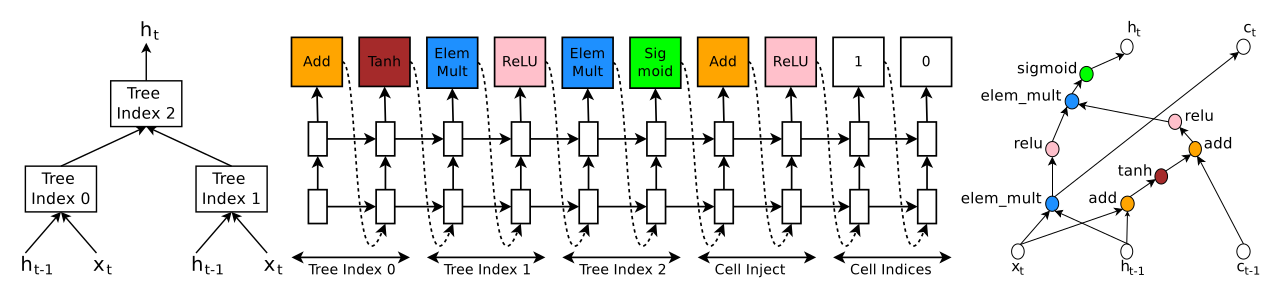 h_t
Tree
Index 2
Tree
Index 0
Tree
Index 1
h_{t-1}
x_t
h_{t-1}
x_t
Add
Tanh
Elem
Mult
ReLU
Elem
Mult
Sig
moid
Add
ReLU
1
0
Tree Index 0
Tree Index 1
Tree Index 2
Cell Inject
Cell Indices
h_t
c_t
sigmoid
elem_mult
relu
relu
add
tanh
elem_mult
add
x_t
h_{t-1}
c_{t-1}